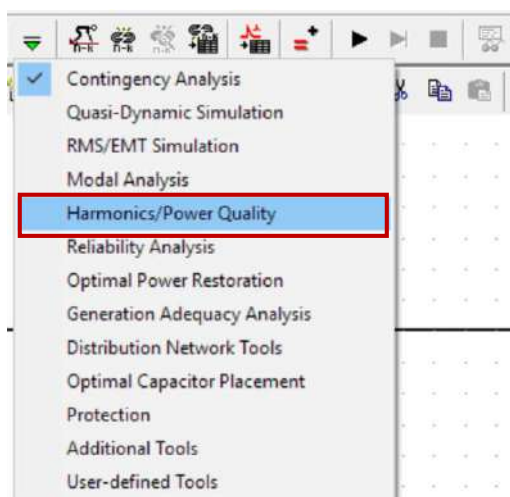 Contingency Analysis
Quasi-Dynamic Simulation
RMS/EMT Simulation
Modal Analysis
Harmonics/Power Quality
Reliability Analysis
Optimal Power Restoration
Generation Adequacy Analysis
Distribution Network Tools
Optimal Capacitor Placement
Protection
Additional Tools
User-defined Tools